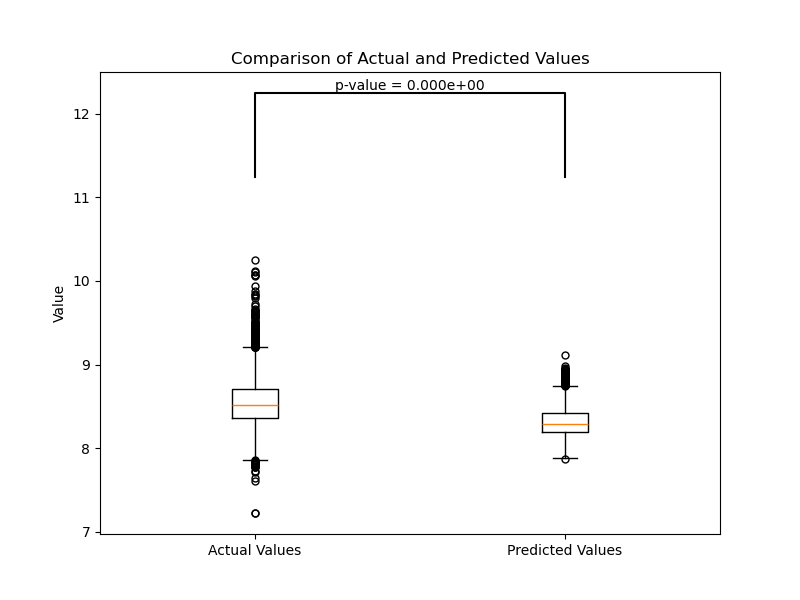 Comparison of Actual and Predicted Values
p-value = 0.000e+00
12
11
10
9
8
7
Value
Actual Values
Predicted Values